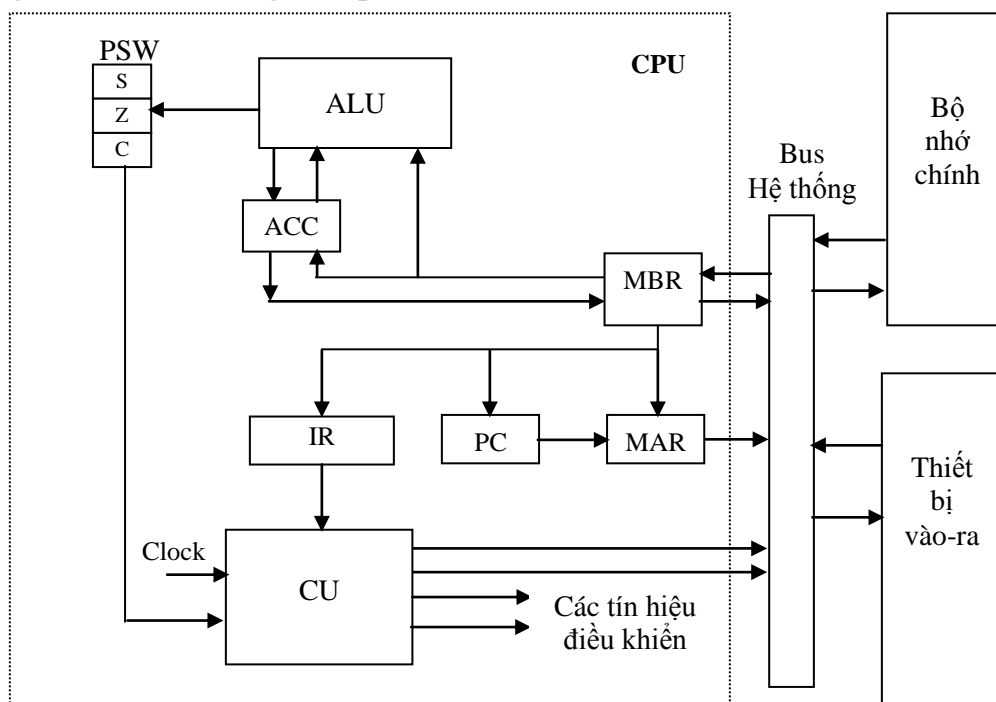 PSW
S
Z
C
ALU
CPU
Bộ
nhớ
chính
Bus
Hệ thống
ACC
MBR
IR
PC
MAR
Thiết
bị
vào-ra
Clock
CU
Các tín hiệu
điều khiển